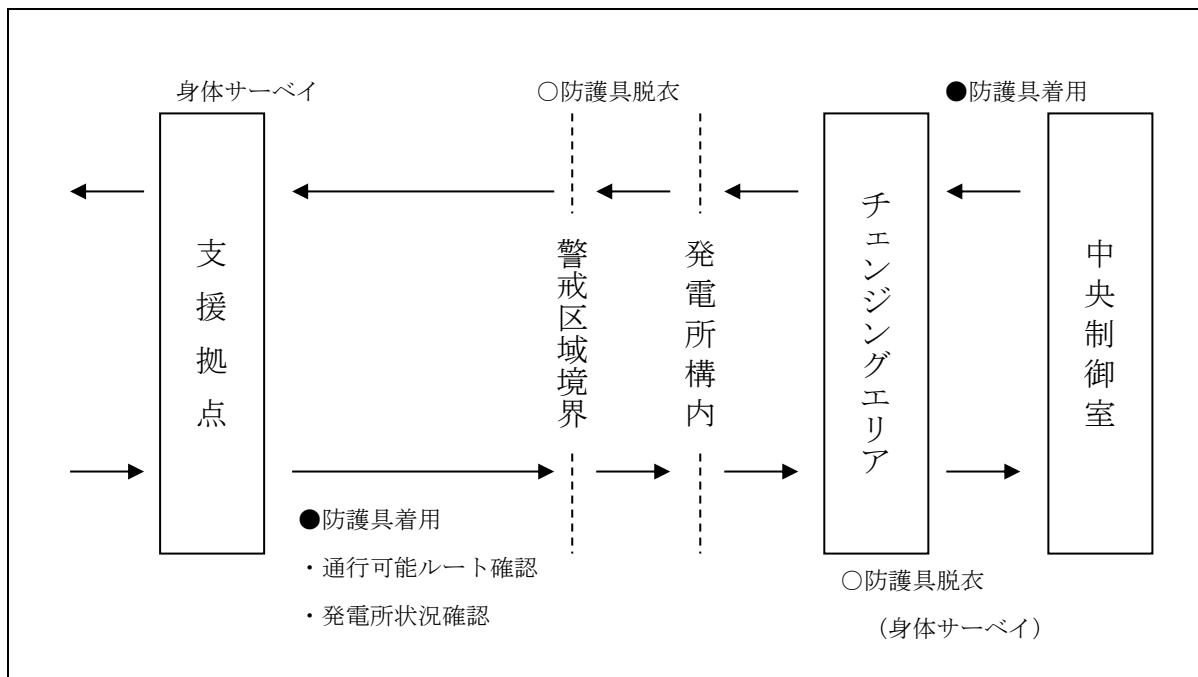 身体サーベイ
○防護具脱衣
●防護具着用
支援拠点
警戒区域境界
発電所構内
チェンジングエリア
中央制御室
●防護具着用
・通行可能ルート確認
・発電所状況確認
○防護具脱衣
（身体サーベイ）